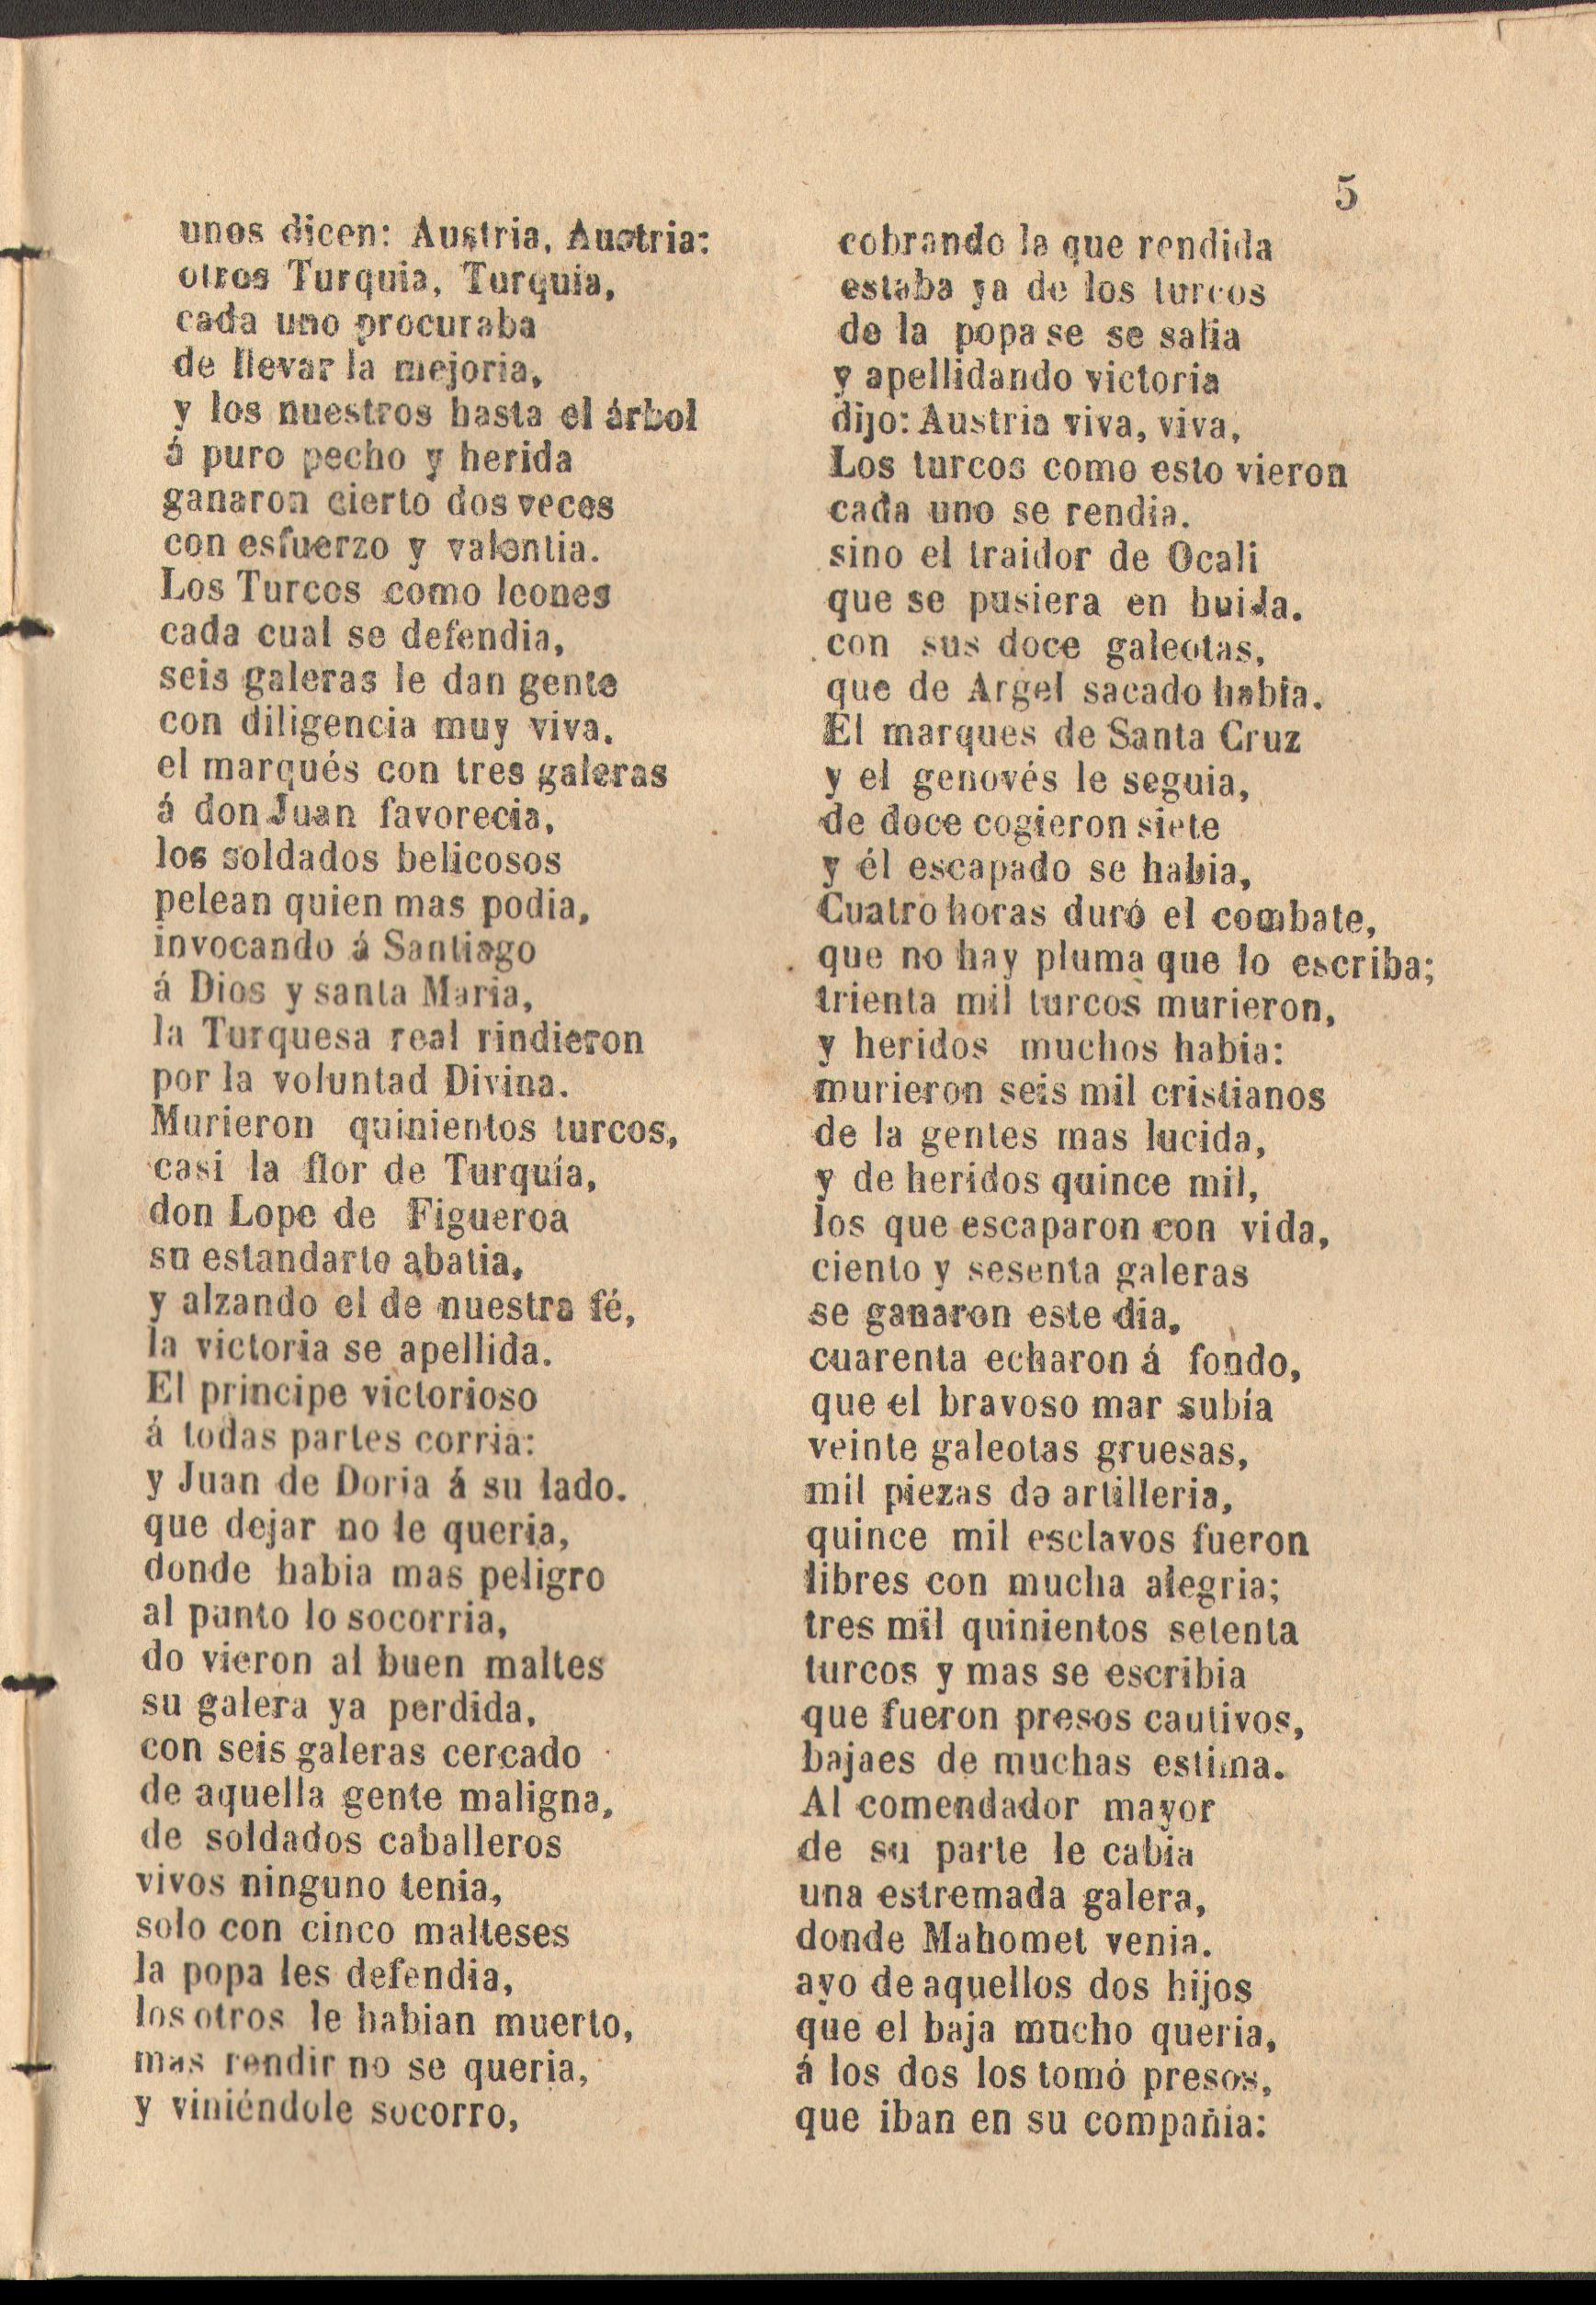 5
unos dicen: Austria, Austria:
otros Turquia, Turquia,
cada uno procuraba
de llevar la mejoria,
y los nuestros hasta el árbol
á puro pecho y herida
ganaron cierto dos veces
con esfuerzo y valentia.
Los Turcos como leones
cada cual se defendia,
seis galeras le dan gente
con diligencia muy viva.
el marqués con tres galeras
á don Juan favorecia,
los soldados belicosos
pelean quien mas podia,
invocando á Santiago
á Dios y santa Maria,
la Turquesa real rindieron
por la voluntad Divina.
Murieron quinientos turcos,
casi la flor de Turquía,
don Lope de Figueroa
su estandarte abatia,
y alzando el de nuestra fé,
la victoria se apellida.
El principe victorioso
á todas partes corria:
y Juan de Doria á su lado.
que dejar no le queria,
donde habia mas peligro
al punto lo socorria,
do vieron al buen maltes
su galera ya perdida,
con seis galeras cercado
de aquella gente maligna,
de soldados caballeros
vivos ninguno tenia,
solo con cinco malteses
la popa les defendia,
los otros le habian muerto,
mas rendir no se queria,
y viniéndole socorro,
cobrando la que rendida
estaba ya de los turcos
de la popa se se salia
y apellidando victoria
dijo: Austria viva, viva,
Los turcos como esto vieron
cada uno se rendia.
sino el traidor de Ocali
que se pusiera en huida.
con sus doce galeotas,
que de Argel sacado habia.
El marques de Santa Cruz
y el genovés le seguia,
de doce cogieron siete
y él escapado se habia,
Cuatro horas duró el combate,
que no hay pluma que lo escriba;
trienta mil turcos murieron,
y heridos muchos habia:
murieron seis mil cristianos
de la gentes mas lucida,
y de heridos quince mil,
los que escaparon con vida,
ciento y sesenta galeras
se ganaron este dia,
cuarenta echaron á fondo,
que el bravoso mar subía
veinte galeotas gruesas,
mil piezas de artilleria,
quince mil esclavos fueron
libres con mucha alegria;
tres mil quinientos setenta
turcos y mas se escribia
que fueron presos cautivos,
bajaes de muchas estima.
Al comendador mayor
de su parte le cabia
una estremada galera,
donde Mahomet venia.
ayo de aquellos dos hijos
que el baja mucho queria,
á los dos los tomó presos,
que iban en su compañia: